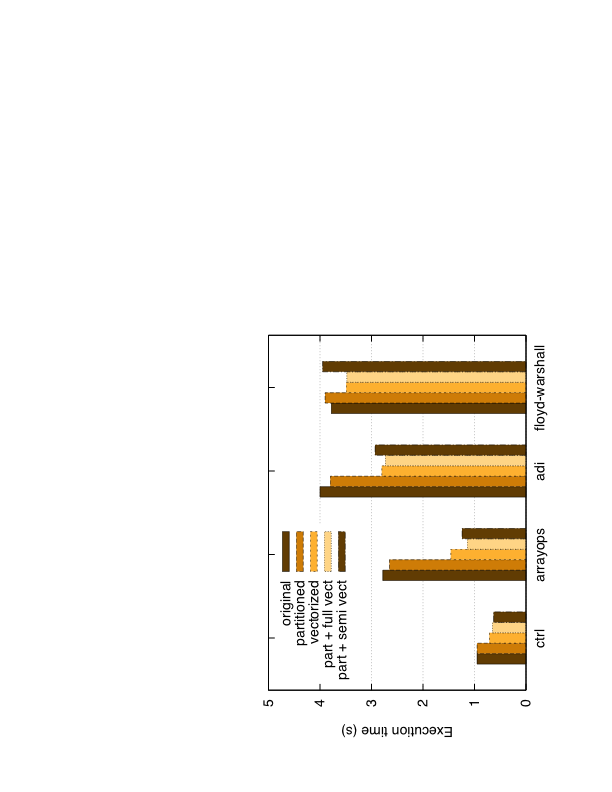 original
partitioned
vectorized
part + full vect
part + semi vect
5
4
3
2
1
0
Execution time (s)
ctrl
arrayops
adi
floyd-warshall